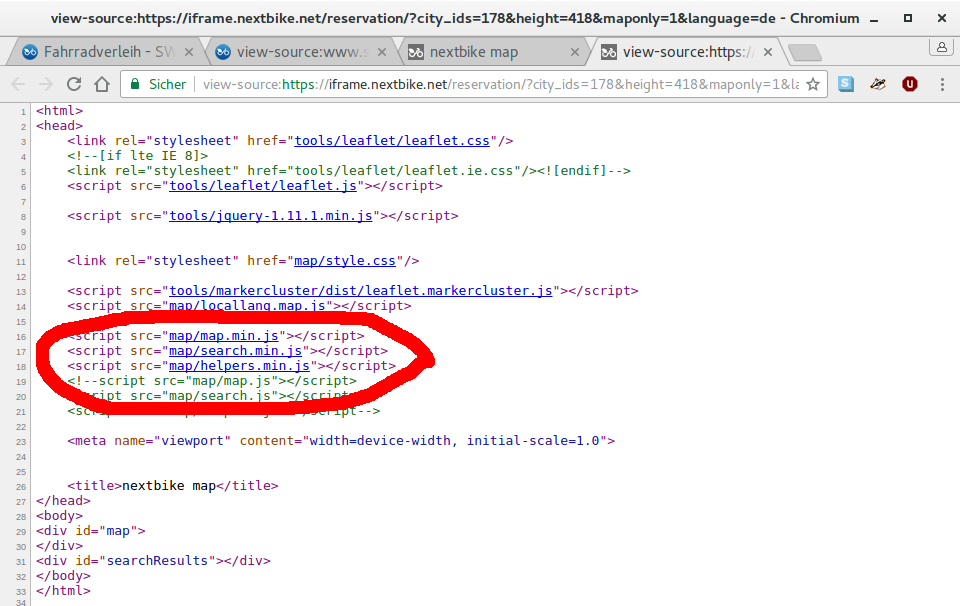 view-source:https://iframe.nextbike.net/reservation/?city_ids=178&height=418&maponly=1&language=de - Chromium
Fahrradverleih - SW view-source:www.s nextbike map view-source:https:/
Sicher view-source:https://iframe.nextbike.net/reservation/?city_ids=178&height=418&maponly=1&la
1 <html>
2 <head>
3 <link rel="stylesheet" href="tools/leaflet/leaflet.css"/>
4 <!--[if lte IE 8]>
5 <link rel="stylesheet" href="tools/leaflet/leaflet.ie.css"/><![endif]-->
6 <script src="tools/leaflet/leaflet.js"></script>
7
8 <script src="tools/jquery-1.11.1.min.js"></script>
9
10
11 <link rel="stylesheet" href="map/style.css"/>
12
13 <script src="tools/markercluster/dist/leaflet.markercluster.js"></script>
14 <script src="map/locallang.map.js"></script>
15
16 <script src="map/map.min.js"></script>
17 <script src="map/search.min.js"></script>
18 <script src="map/helpers.min.js"></script>
19 <!--script src="map/map.js"></script>
20 <script src="map/search.js"></script>
21 <script-->
22
23 <meta name="viewport" content="width=device-width, initial-scale=1.0">
24
25
26 <title>nextbike map</title>
27 </head>
28 <body>
29 <div id="map">
30 </div>
31 <div id="searchResults"></div>
32 </body>
33 </html>
34